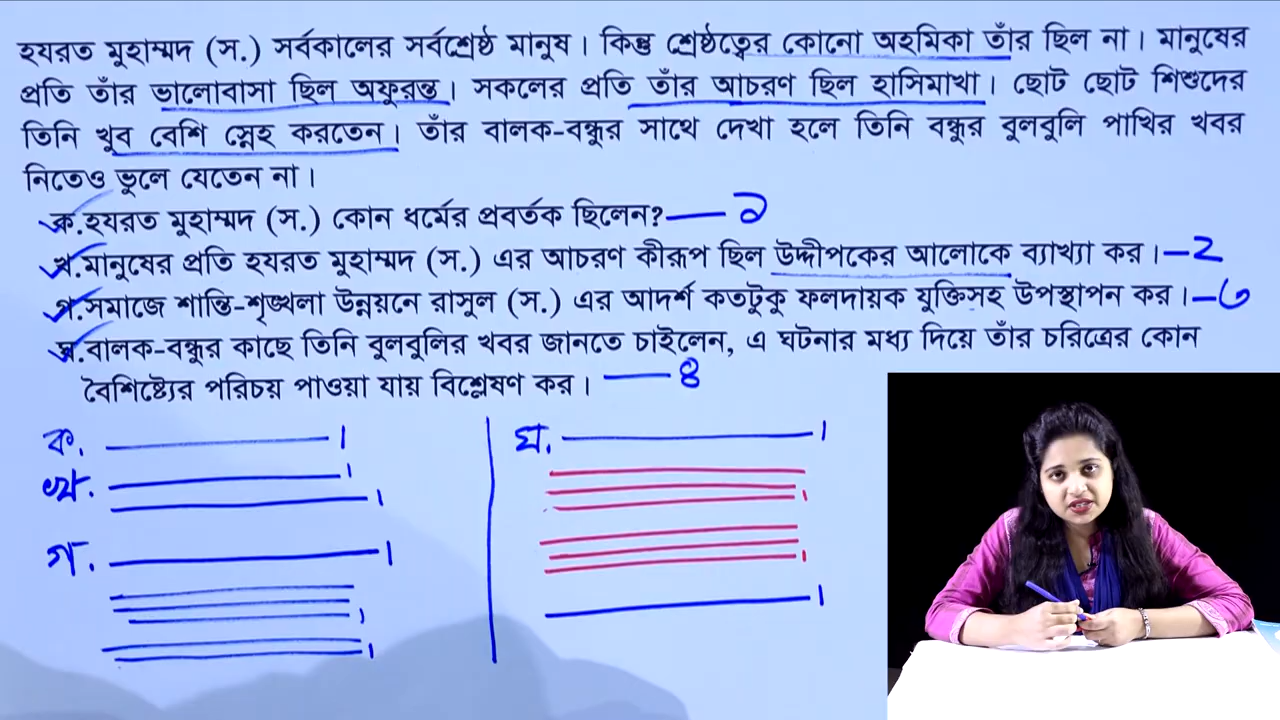 হযরত মুহাম্মদ (স.) সর্বকালের সর্বশ্রেষ্ঠ মানুষ। কিন্তু শ্রেষ্ঠত্বের কোনো অহমিকা তাঁর ছিল না। মানুষের
প্রতি তাঁর ভালোবাসা ছিল অফুরন্ত। সকলের প্রতি তাঁর আচরণ ছিল হাসিমাখা। ছোট ছোট শিশুদের
তিনি খুব বেশি স্নেহ করতেন। তাঁর বালক-বন্ধুর সাথে দেখা হলে তিনি বন্ধুর বুলবুলি পাখির খবর
নিতেও ভুলে যেতেন না।
ক.হযরত মুহাম্মদ (স.) কোন ধর্মের প্রবর্তক ছিলেন?—১
খ.মানুষের প্রতি হযরত মুহাম্মদ (স.) এর আচরণ কীরূপ ছিল উদ্দীপকের আলোকে ব্যাখ্যা কর।—2
গ.সমাজে শান্তি-শৃঙ্খলা উন্নয়নে রাসুল (স.) এর আদর্শ কতটুকু ফলদায়ক যুক্তিসহ উপস্থাপন কর।—৩
ঘ.বালক-বন্ধুর কাছে তিনি বুলবুলির খবর জানতে চাইলেন, এ ঘটনার মধ্য দিয়ে তাঁর চরিত্রের কোন
বৈশিষ্ট্যের পরিচয় পাওয়া যায় বিশ্লেষণ কর।—৪
ক. ।
খ. ।
।
গ. ।
।
।
ঘ. ।
।
।
।